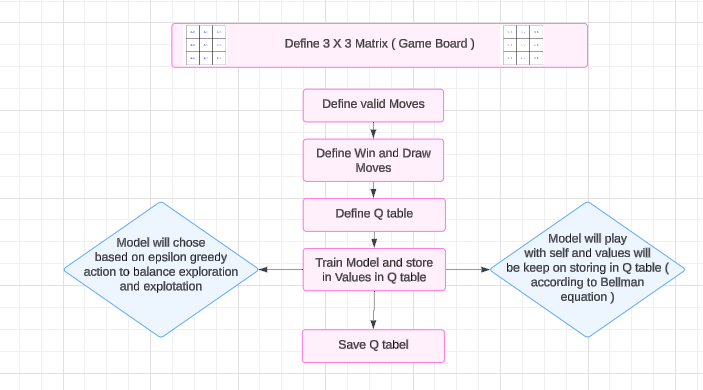 Define 3 X 3 Matrix ( Game Board )
Define valid Moves
Define Win and Draw
Moves
Define Q table
Model will chose
based on epsilon greedy
action to balance exploration
and explotation
Train Model and store
in Values in Q table
Model will play
with self and values will
be keep on storing in Q table (
according to Bellman
equation )
Save Q tabel